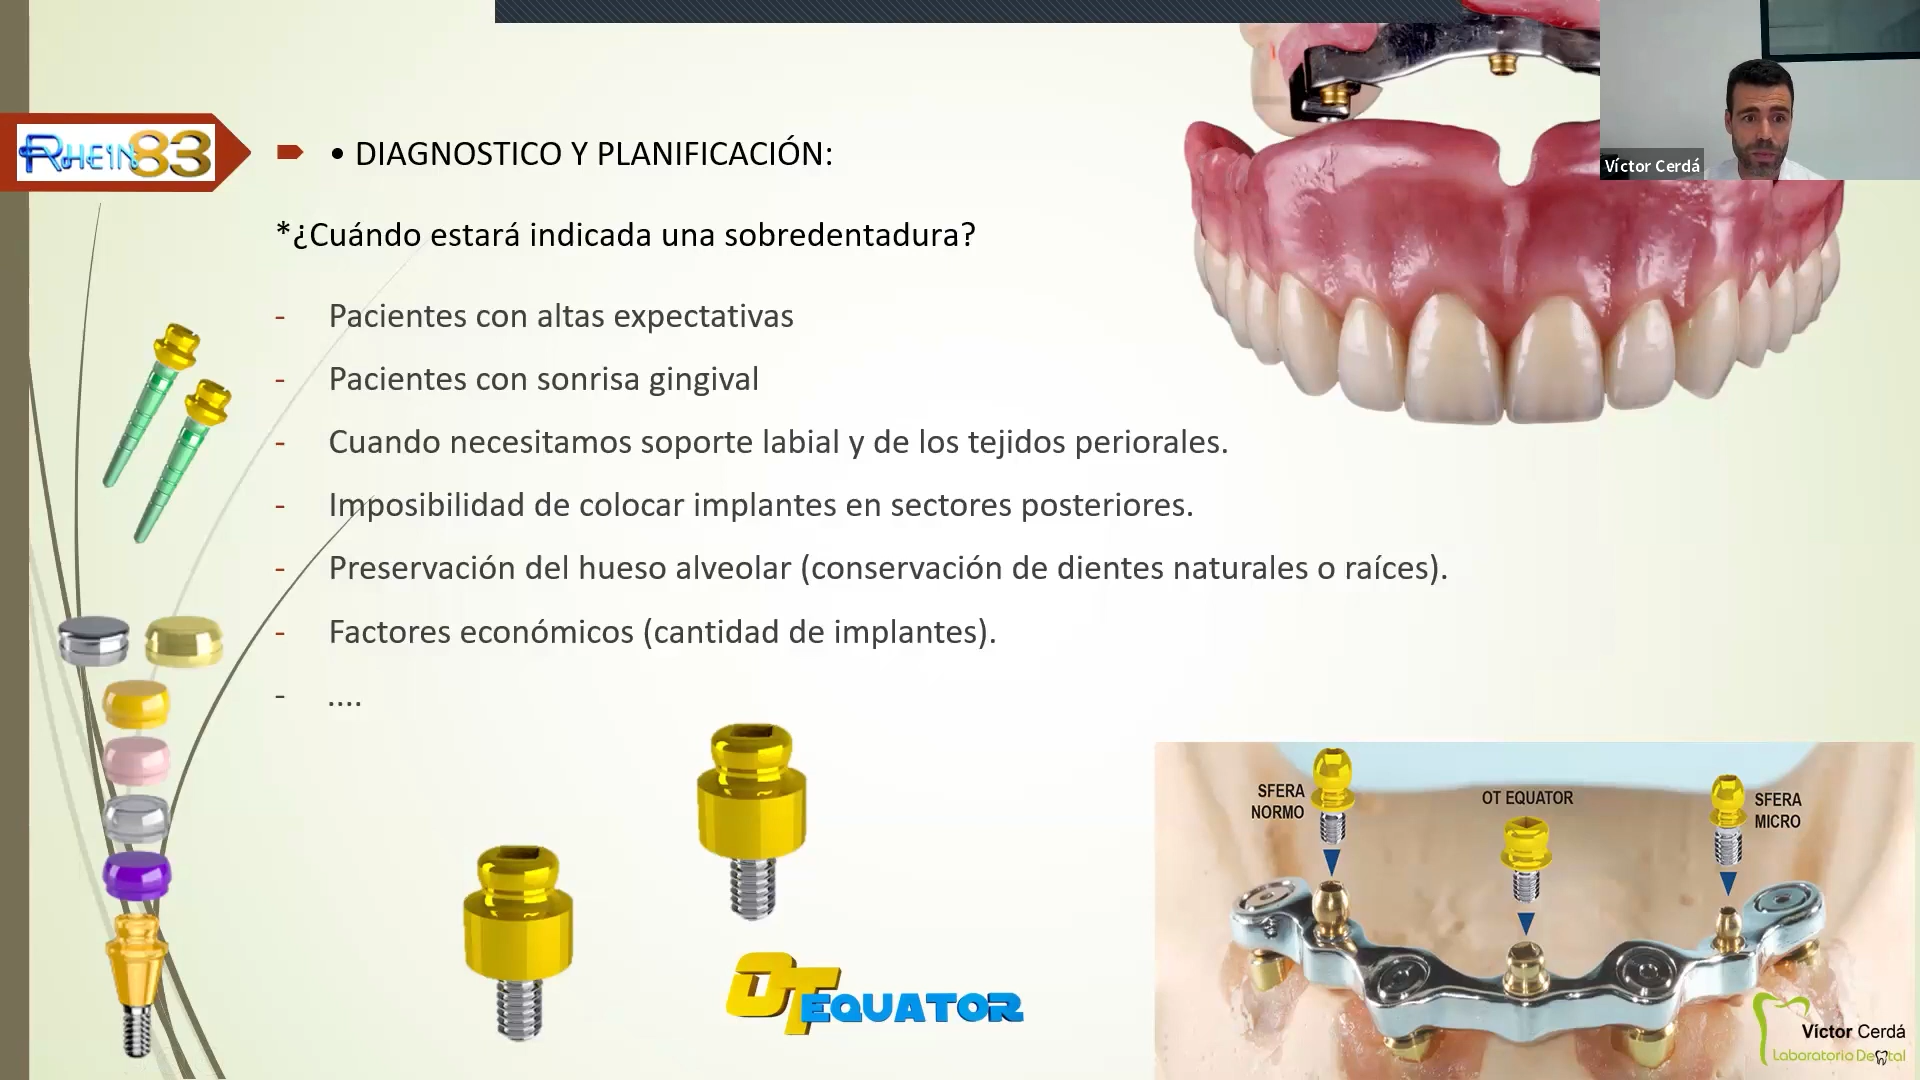 RHEIN83
• DIAGNOSTICO Y PLANIFICACIÓN:
Víctor Cerdá
*¿Cuándo estará indicada una sobredentadura?
- Pacientes con altas expectativas
- Pacientes con sonrisa gingival
- Cuando necesitamos soporte labial y de los tejidos periorales.
- Imposibilidad de colocar implantes en sectores posteriores.
- Preservación del hueso alveolar (conservación de dientes naturales o raíces).
- Factores económicos (cantidad de implantes).
- ....
SFERA
NORMO
OT EQUATOR
SFERA
MICRO
OT EQUATOR
Víctor Cerdá
Laboratorio Dental